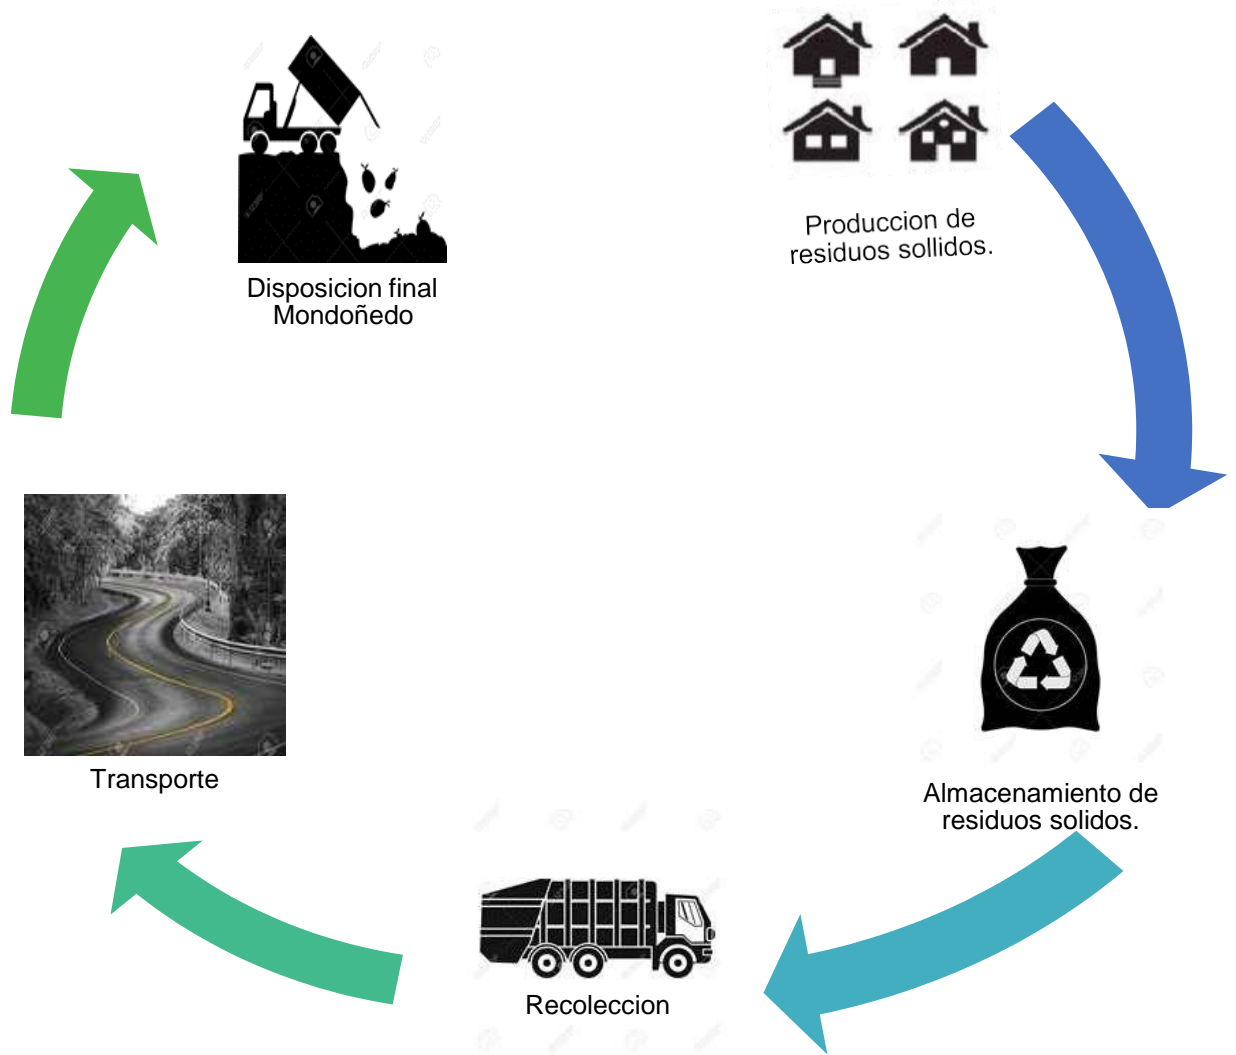 Produccion de
residuos sollidos.
Almacenamiento de
residuos solidos.
Recoleccion
Transporte
Disposicion final
Mondoñedo